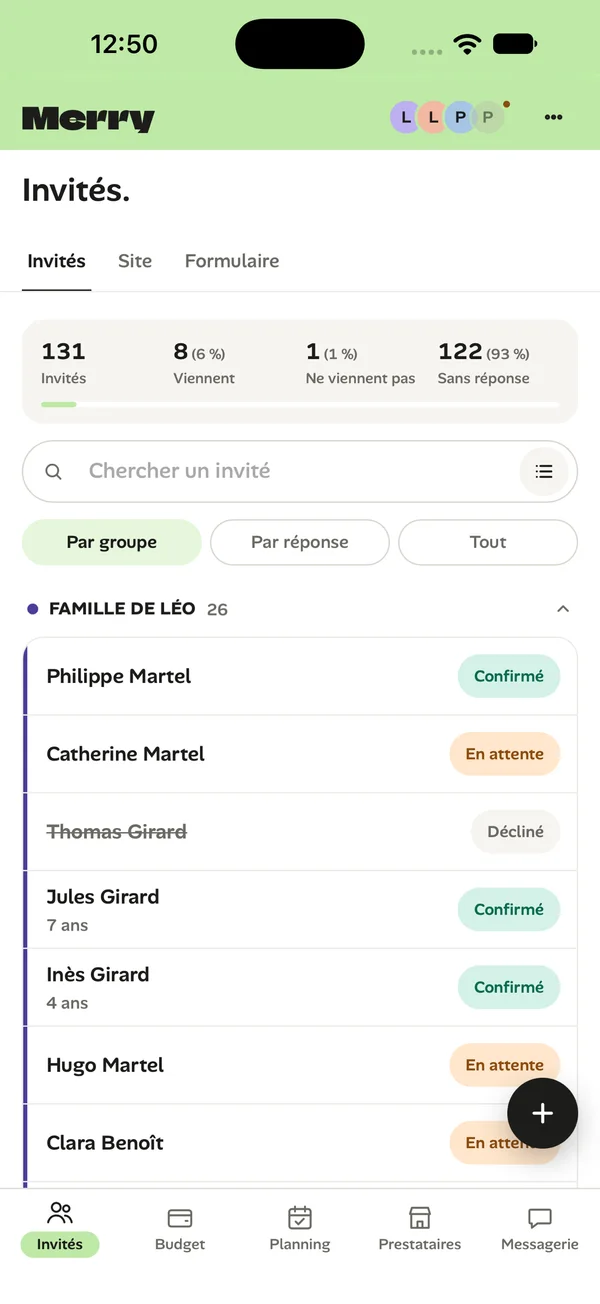 12:50
Merry
L L P P
Invités.
Invités Site Formulaire
131 8 (6 %) 1 (1 %) 122 (93 %)
Invités Viennent Ne viennent pas Sans réponse
Chercher un invité
Par groupe Par réponse Tout
FAMILLE DE LÉO 26
Philippe Martel Confirmé
Catherine Martel En attente
Thomas Girard Décliné
Jules Girard Confirmé
7 ans
Inès Girard Confirmé
4 ans
Hugo Martel En attente
Clara Benoît En atten
Invités Budget Planning Prestataires Messagerie